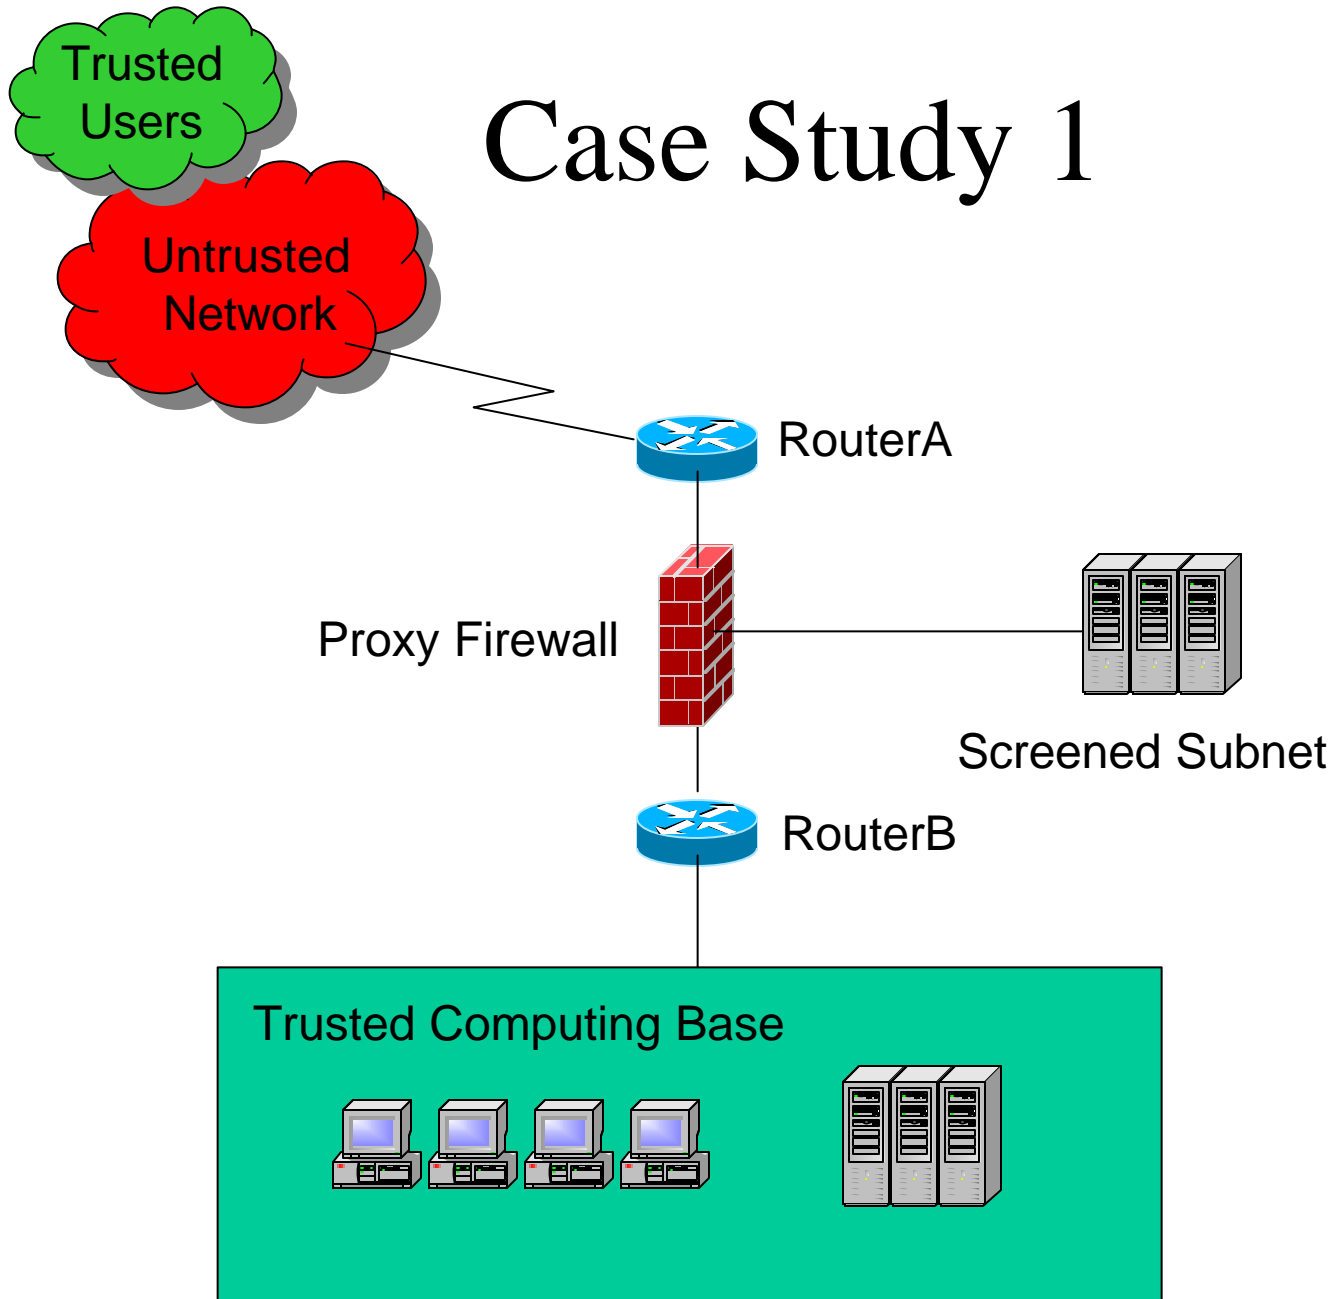 Trusted
Users
Case Study 1
Untrusted
Network
RouterA
Proxy Firewall
Screened Subnet
RouterB
Trusted Computing Base